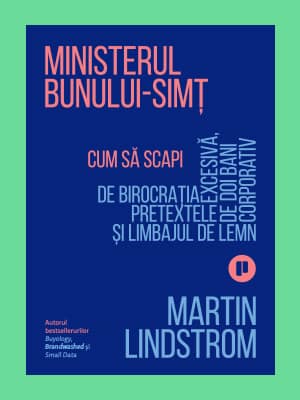 MINISTERUL
BUNULUI-SIMȚ
CUM SĂ SCAPI
DE BIROCRAȚIA EXCESIVĂ,
PRETEXTELE DE DOI BANI
ȘI LIMBAJUL DE LEMN CORPORATIV
MARTIN
LINDSTROM
Autorul
bestsellerurilor
Buyology,
Brandwashed și
Small Data